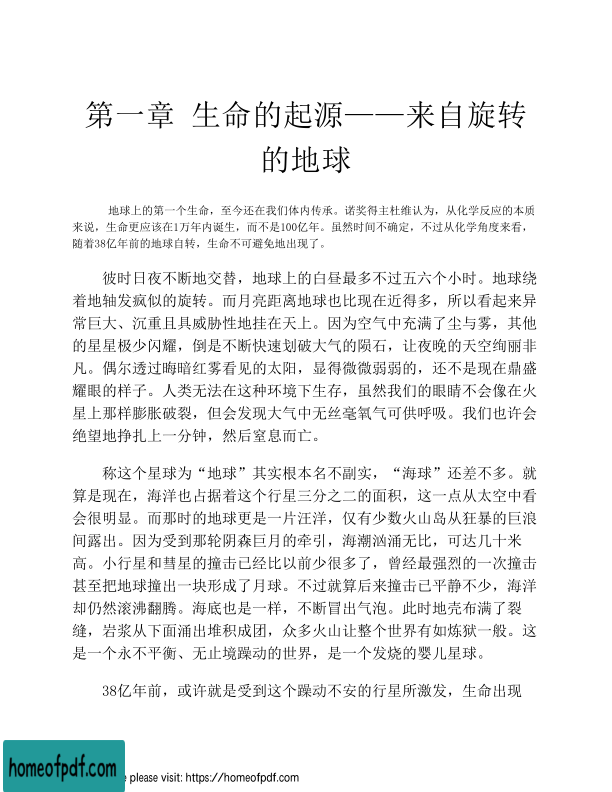 第一章 生命的起源——来自旋转
的地球
地球上的第一个生命，至今还在我们体内传承。诺奖得主杜维认为，从化学反应的本质
来说，生命更应该在1万年内诞生，而不是100亿年。虽然时间不确定，不过从化学角度来看，
随着38亿年前的地球自转，生命不可避免地出现了。
彼时日夜不断地交替，地球上的白昼最多不过五六个小时。地球绕
着地轴发疯似的旋转。而月亮距离地球也比现在近得多，所以看起来异
常巨大、沉重且具威胁性地挂在天上。因为空气中充满了尘与雾，其他
的星星极少闪耀，倒是不断快速划破大气的陨石，让夜晚的天空绚丽非
凡。偶尔透过晦暗红雾看见的太阳，显得微微弱弱的，还不是现在鼎盛
耀眼的样子。人类无法在这种环境下生存，虽然我们的眼睛不会像在火
星上那样膨胀破裂，但会发现大气中无丝毫氧气可供呼吸。我们也许会
绝望地挣扎上一分钟，然后窒息而亡。
称这个星球为“地球”其实根本名不副实，“海球”还差不多。就
算是现在，海洋也占据着这个行星三分之二的面积，这一点从太空中看
会很明显。而那时的地球更是一片汪洋，仅有少数火山岛从狂暴的巨浪
间露出。因为受到那轮阴森巨月的牵引，海潮汹涌无比，可达几十米
高。小行星和彗星的撞击已经比以前少很多了，曾经最强烈的一次撞击
甚至把地球撞出一块形成了月球。不过就算后来撞击已平静不少，海洋
却仍然滚沸翻腾。海底也是一样，不断冒出气泡。此时地壳布满了裂
缝，岩浆从下面涌出堆积成团，众多火山让整个世界有如炼狱一般。这
是一个永不平衡、无止境躁动的世界，是一个发烧的婴儿星球。
38亿年前，或许就是受到这个躁动不安的行星所激发，生命出现
homeofpdf.com
e please visit: https://homeofpdf.com